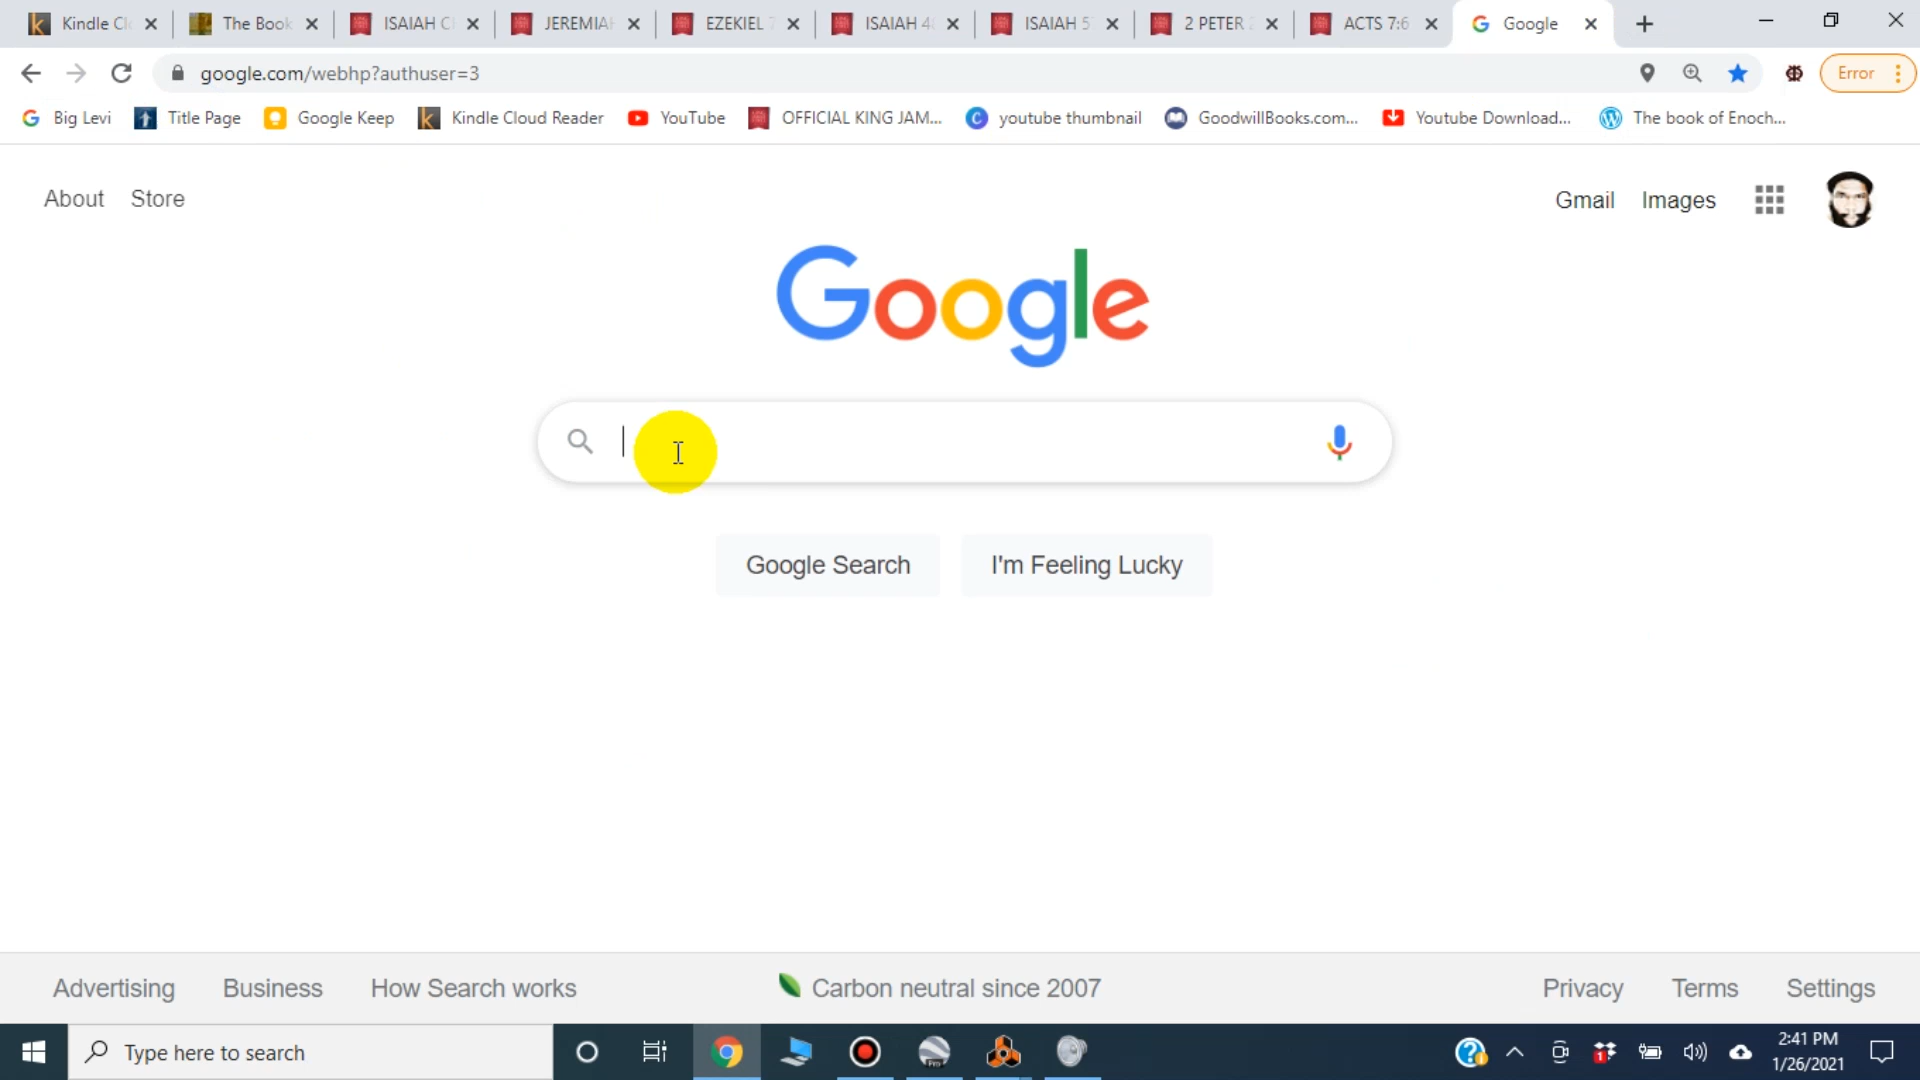 Kindle Cl
The Book
ISAIAH C
JEREMIAH
EZEKIEL 7
ISAIAH 4
ISAIAH 5
2 PETER 2
ACTS 7:6
Google
google.com/webhp?authuser=3
Error
Big Levi
Title Page
Google Keep
Kindle Cloud Reader
YouTube
OFFICIAL KING JAM...
youtube thumbnail
GoodwillBooks.com...
Youtube Download...
The book of Enoch...
About Store
Gmail Images
Google
Google Search
I'm Feeling Lucky
Advertising Business How Search works
Carbon neutral since 2007
Privacy Terms Settings
Type here to search
1
2:41 PM
1/26/2021